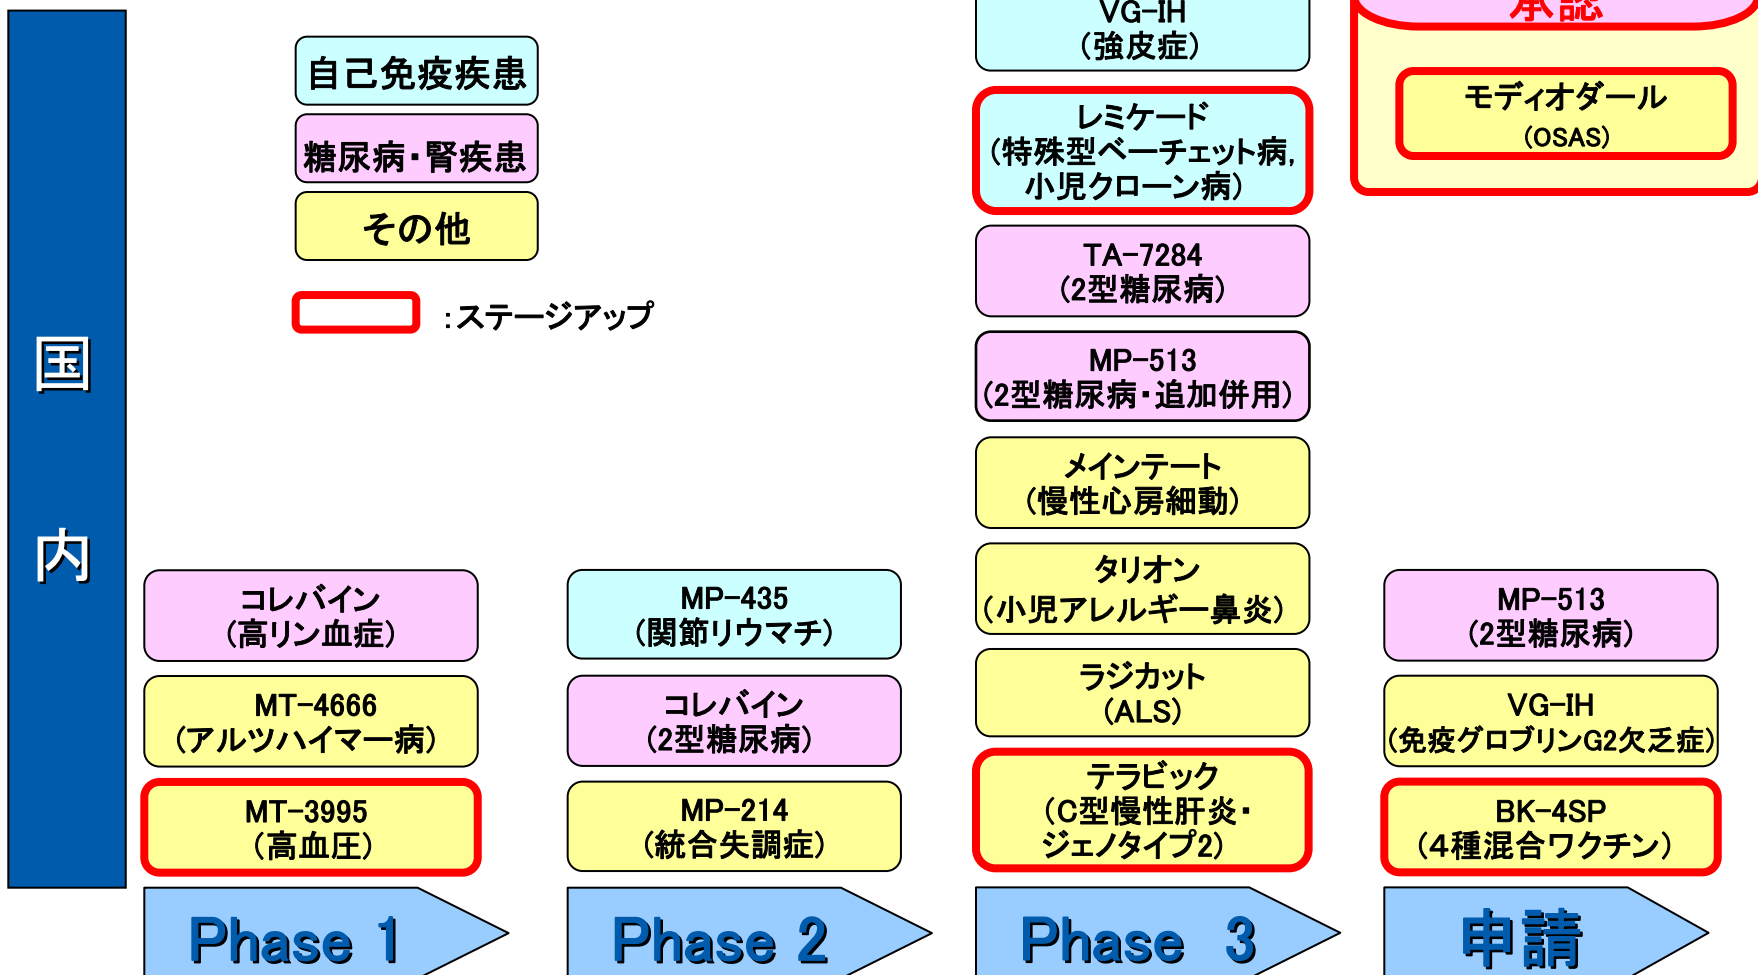 国
内
自己免疫疾患
糖尿病・腎疾患
その他
:ステージアップ
コレバイン
(高リン血症)
MT-4666
(アルツハイマー病)
MT-3995
(高血圧)
Phase 1
MP-435
(関節リウマチ)
コレバイン
(2型糖尿病)
MP-214
(統合失調症)
Phase 2
VG-IH
(強皮症)
レミケード
(特殊型ベーチェット病,
小児クローン病)
TA-7284
(2型糖尿病)
MP-513
(2型糖尿病・追加併用)
メインテート
(慢性心房細動)
タリオン
(小児アレルギー鼻炎)
ラジカット
(ALS)
テラビック
(C型慢性肝炎・
ジェノタイプ2)
Phase 3
承認
モディオダール
(OSAS)
MP-513
(2型糖尿病)
VG-IH
(免疫グロブリンG2欠乏症)
BK-4SP
(4種混合ワクチン)
申請